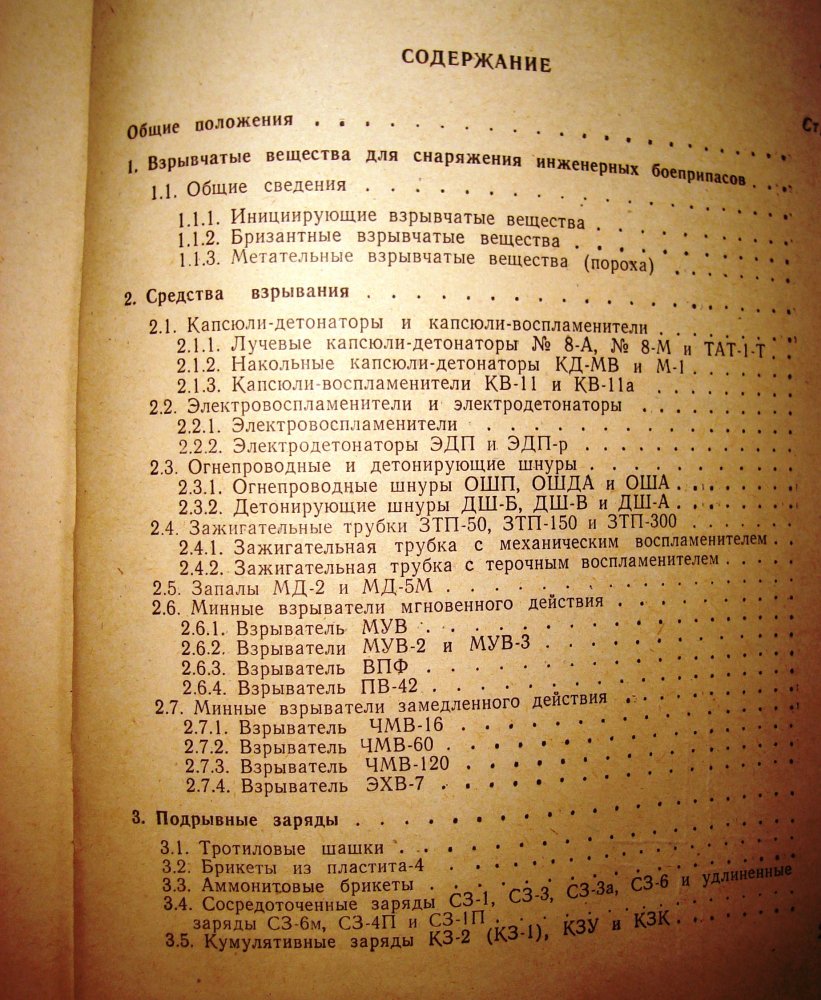 СОДЕРЖАНИЕ
Общие положения
1. Взрывчатые вещества для снаряжения инженерных боеприпасов
1.1. Общие сведения
1.1.1. Инициирующие взрывчатые вещества
1.1.2. Бризантные взрывчатые вещества
1.1.3. Метательные взрывчатые вещества (пороха)
2. Средства взрывания
2.1. Капсюли-детонаторы и капсюли-воспламенители
2.1.1. Лучевые капсюли-детонаторы № 8-А, № 8-М и ТАТ-1-Т
2.1.2. Накольные капсюли-детонаторы КД-МВ и М-1
2.1.3. Капсюли-воспламенители КВ-11 и КВ-11а
2.2. Электровоспламенители и электродетонаторы
2.2.1. Электровоспламенители
2.2.2. Электродетонаторы ЭДП и ЭДП-р
2.3. Огнепроводные и детонирующие шнуры
2.3.1. Огнепроводные шнуры ОШП, ОШДА и ОША
2.3.2. Детонирующие шнуры ДШ-Б, ДШ-В и ДШ-А
2.4. Зажигательные трубки ЗТП-50, ЗТП-150 и ЗТП-300
2.4.1. Зажигательная трубка с механическим воспламенителем
2.4.2. Зажигательная трубка с терочным воспламенителем
2.5. Запалы МД-2 и МД-5М
2.6. Минные взрыватели мгновенного действия
2.6.1. Взрыватель МУВ
2.6.2. Взрыватели МУВ-2 и МУВ-3
2.6.3. Взрыватель ВПФ
2.6.4. Взрыватель ПВ-42
2.7. Минные взрыватели замедленного действия
2.7.1. Взрыватель ЧМВ-16
2.7.2. Взрыватель ЧМВ-60
2.7.3. Взрыватель ЧМВ-120
2.7.4. Взрыватель ЭХВ-7
3. Подрывные заряды
3.1. Тротиловые шашки
3.2. Брикеты из пластита-4
3.3. Аммонитовые брикеты
3.4. Сосредоточенные заряды СЗ-1, СЗ-3, СЗ-3а, СЗ-6 и удлиненные
заряды СЗ-6м, СЗ-4П и СЗ-1П
3.5. Кумулятивные заряды КЗ-2 (КЗ-1), КЗУ и КЗК